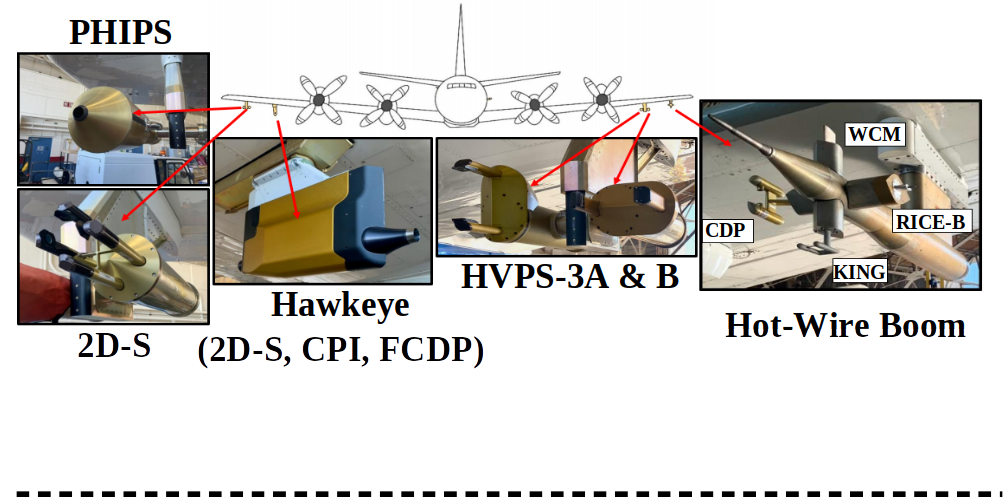 PHIPS
2D-S
Hawkeye
(2D-S, CPI, FCDP)
HVPS-3A & B
WCM
CDP
RICE-B
KING
Hot-Wire Boom